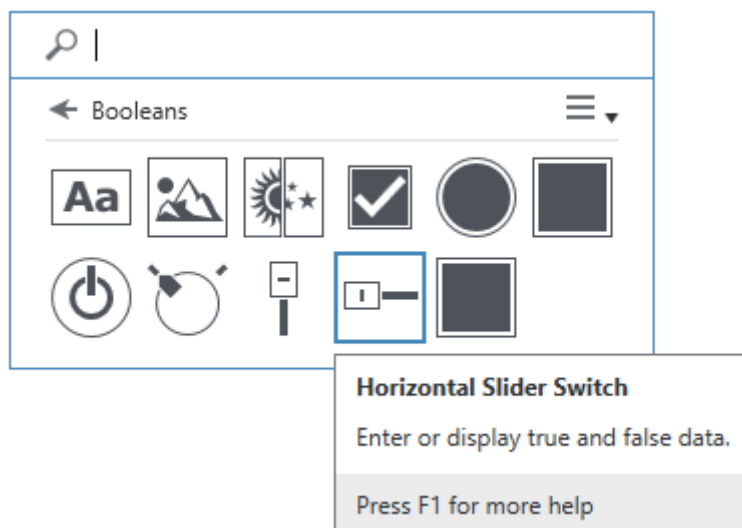 Booleans
Aa
Horizontal Slider Switch
Enter or display true and false data.
Press F1 for more help